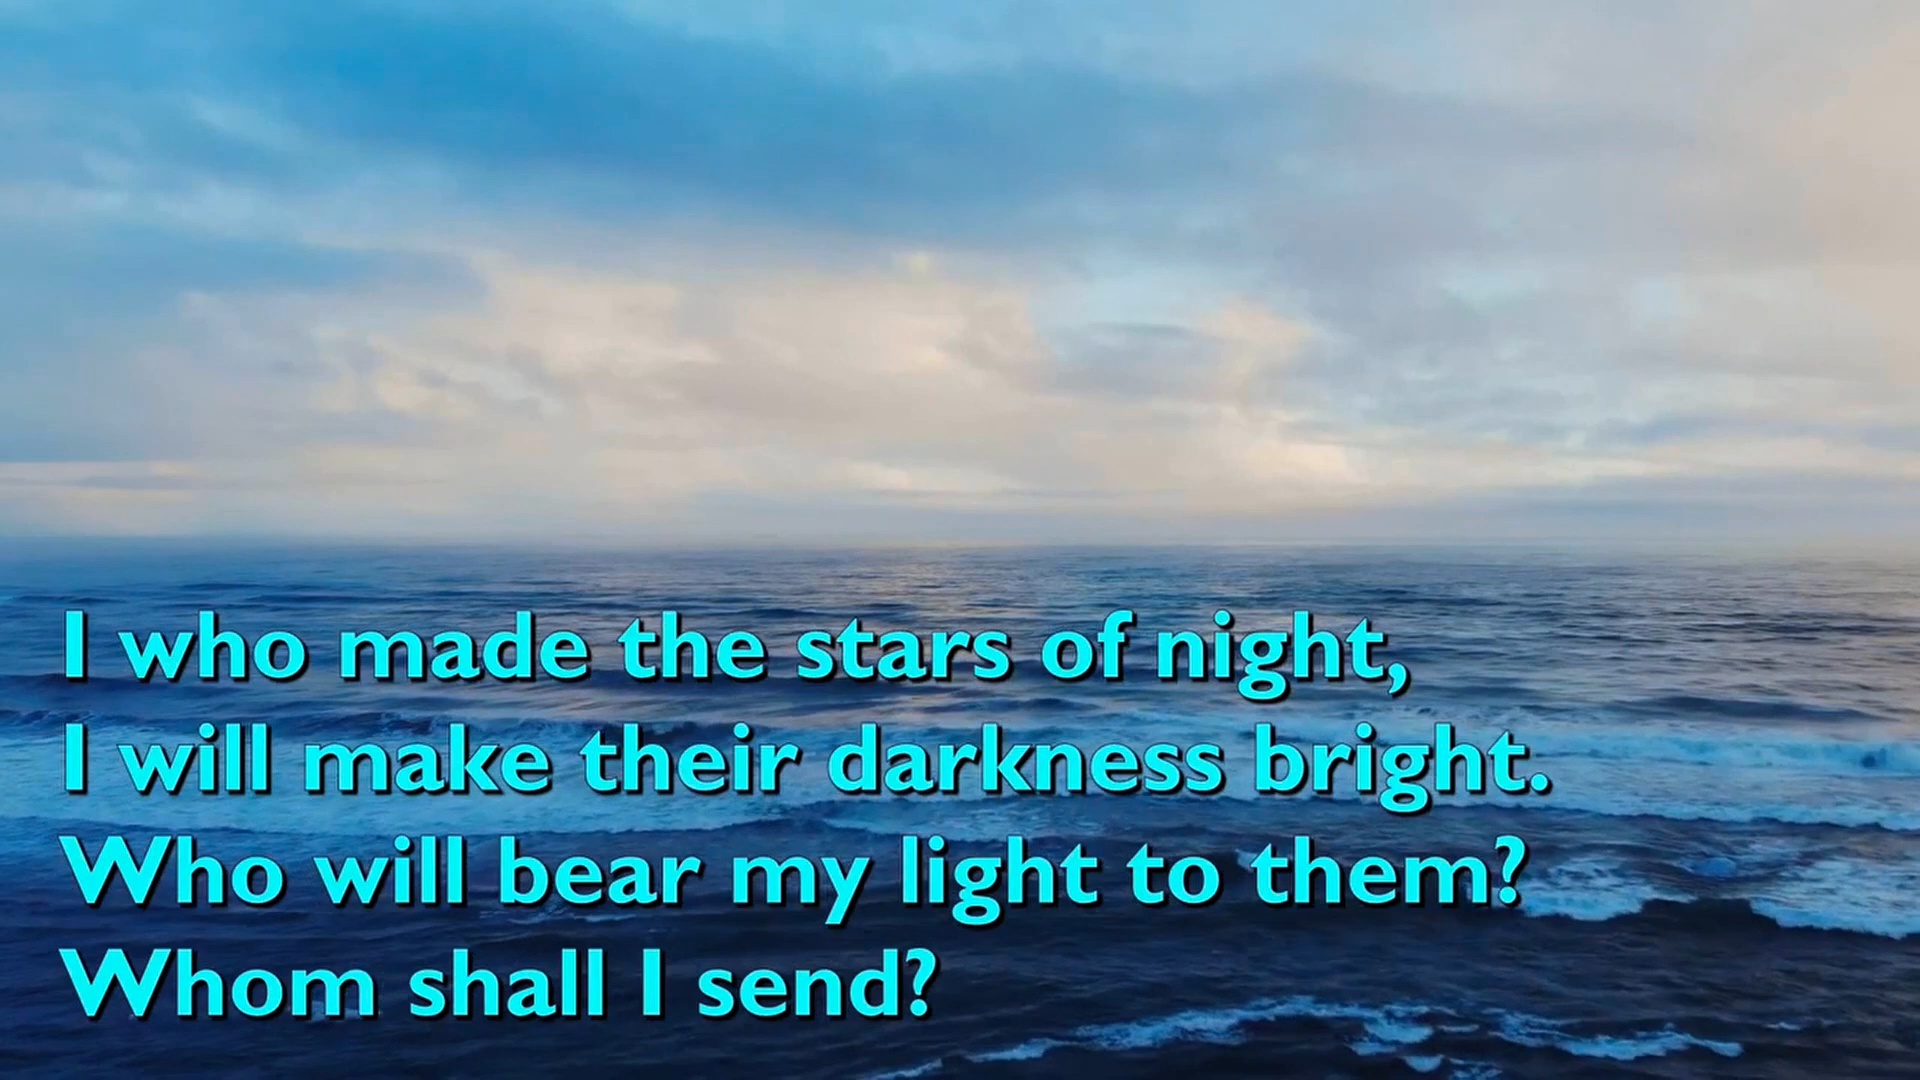 I who made the stars of night,
I will make their darkness bright.
Who will bear my light to them?
Whom shall I send?